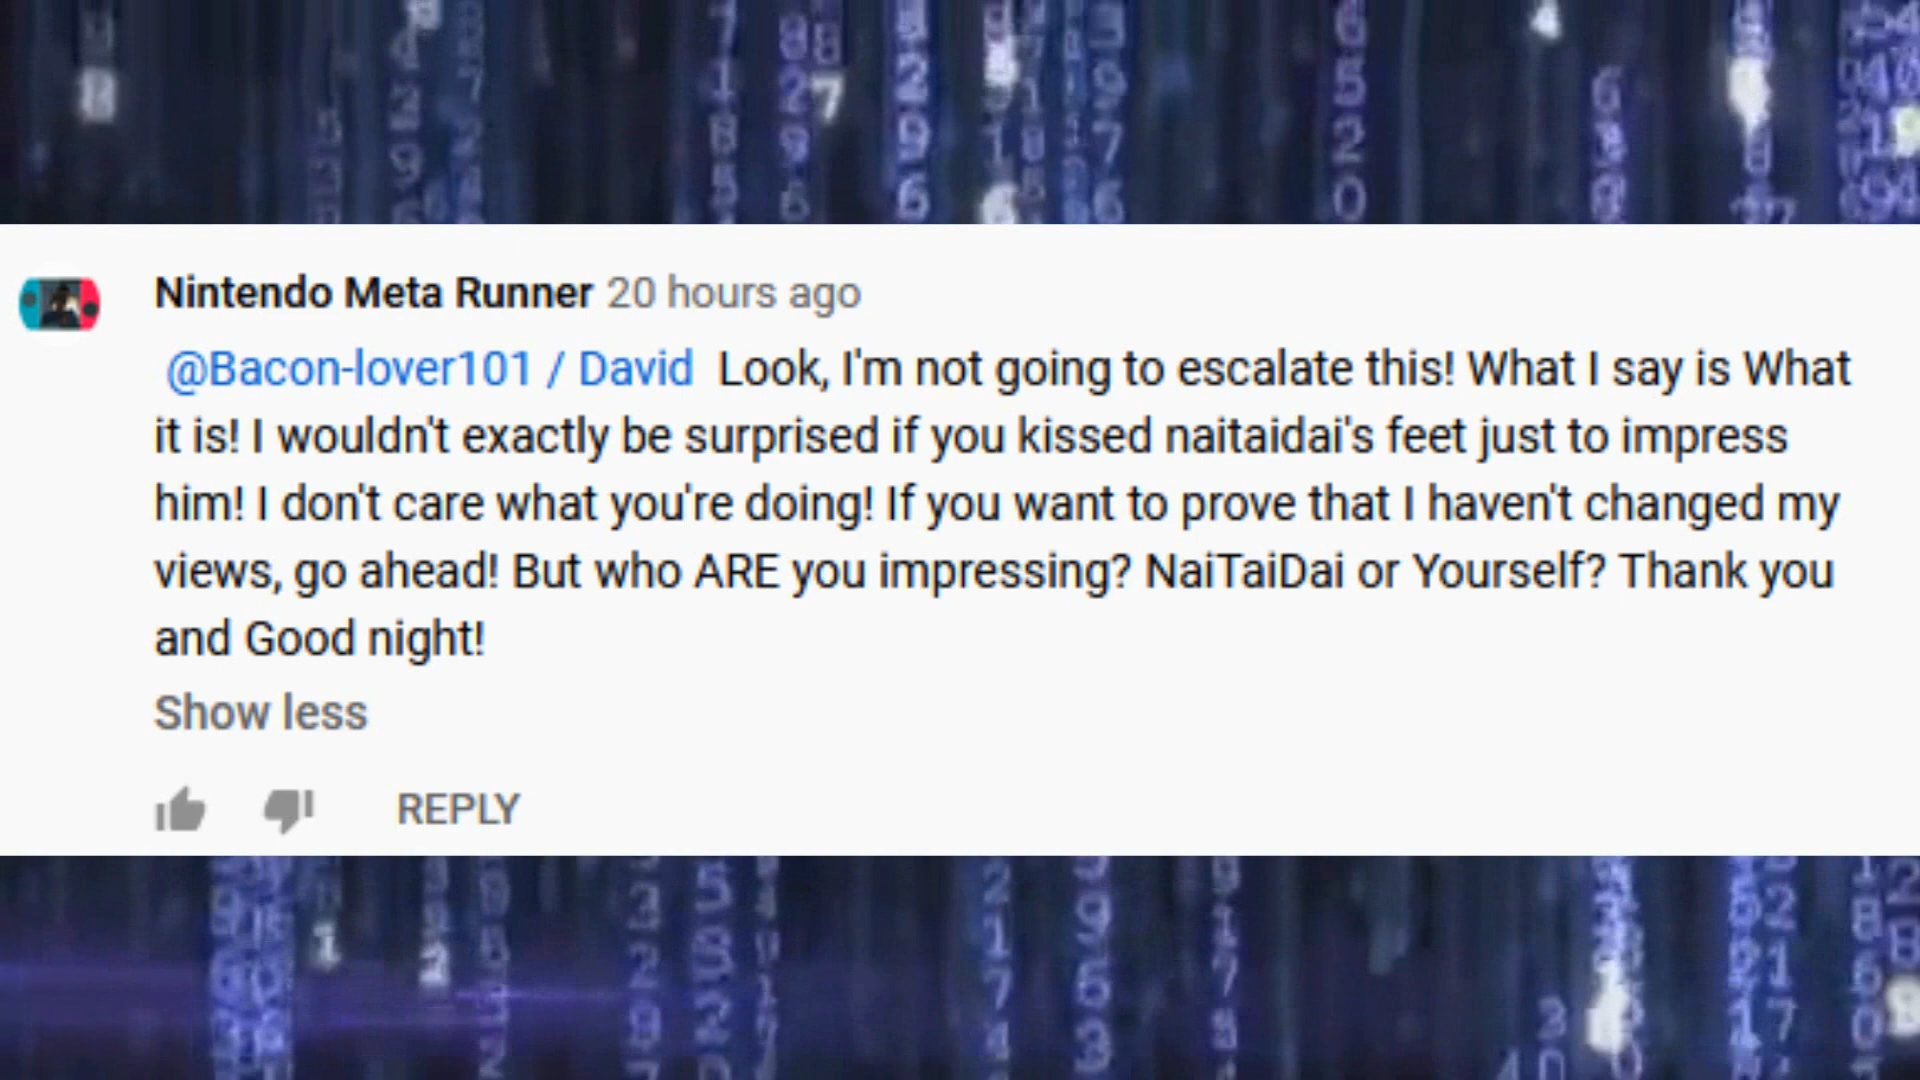 Nintendo Meta Runner 20 hours ago
@Bacon-lover101 / David Look, I'm not going to escalate this! What I say is What
it is! I wouldn't exactly be surprised if you kissed naitaidai's feet just to impress
him! I don't care what you're doing! If you want to prove that I haven't changed my
views, go ahead! But who ARE you impressing? NaiTaiDai or Yourself? Thank you
and Good night!
Show less
REPLY